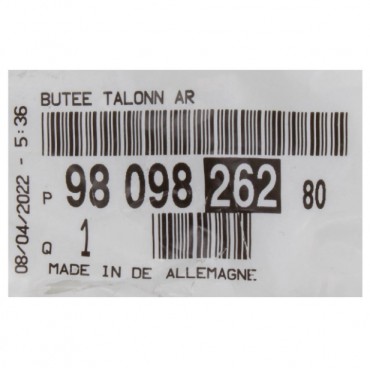 BUTEE TALONN AR
P 98 098 262 80
Q 1
MADE IN DE ALLEMAGNE
08/04/2022 - 5:36